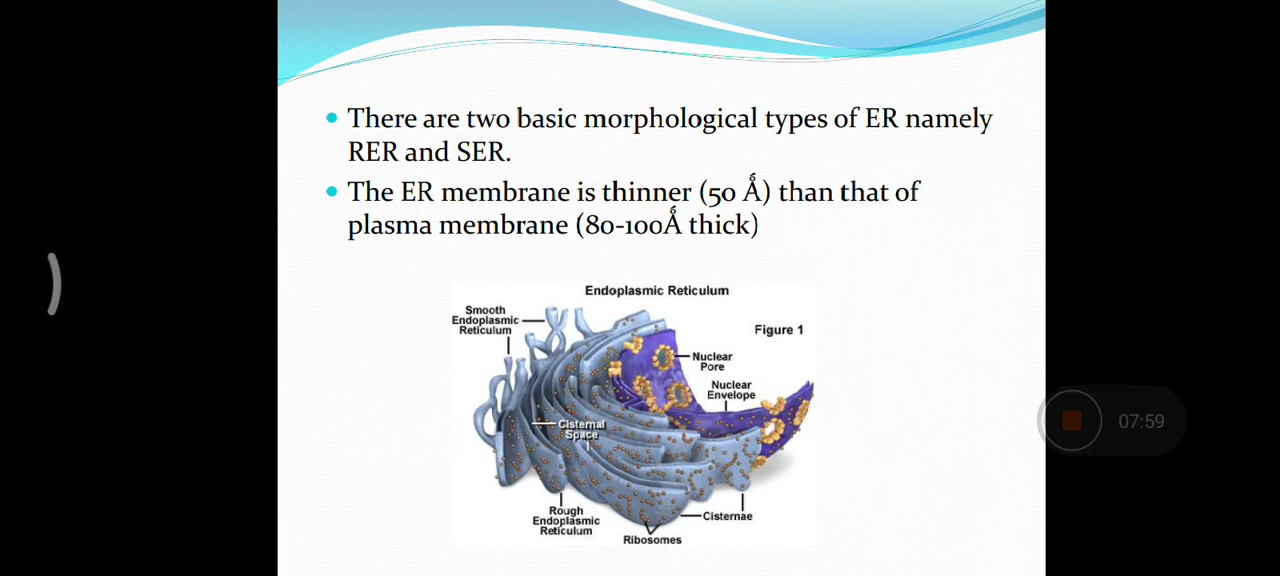 There are two basic morphological types of ER namely
RER and SER.
The ER membrane is thinner (50 Ǻ) than that of
plasma membrane (80-100Ǻ thick)
Endoplasmic Reticulum
Smooth
Endoplasmic
Reticulum
Figure 1
Nuclear
Pore
Nuclear
Envelope
Cisternal
Space
Rough
Endoplasmic
Reticulum
Cisternae
Ribosomes
07:59